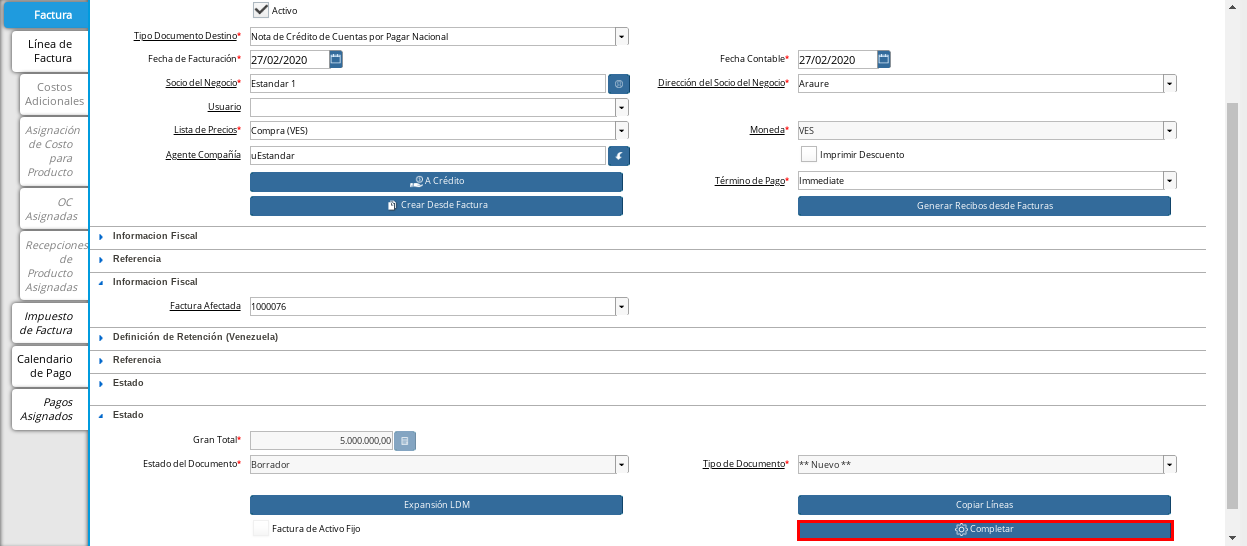 Factura
Línea de
Factura
Costos
Adicionales
Asignación
de Costo
para
Producto
OC
Asignadas
Recepciones
de
Producto
Asignadas
Impuesto
de Factura
Calendario
de Pago
Pagos
Asignados
Activo
Tipo Documento Destino* Nota de Crédito de Cuentas por Pagar Nacional
Fecha de Facturación* 27/02/2020 Fecha Contable* 27/02/2020
Socio del Negocio* Estandar 1 Dirección del Socio del Negocio* Araure
Usuario
Lista de Precios* Compra (VES) Moneda* VES
Agente Compañía uEstandar Imprimir Descuento
A Crédito Término de Pago* Immediate
Crear Desde Factura Generar Recibos desde Facturas
Informacion Fiscal
Referencia
Informacion Fiscal
Factura Afectada 1000076
Definición de Retención (Venezuela)
Referencia
Estado
Estado
Gran Total* 5.000.000,00
Estado del Documento* Borrador Tipo de Documento* ** Nuevo **
Expansión LDM Copiar Líneas
Factura de Activo Fijo Completar